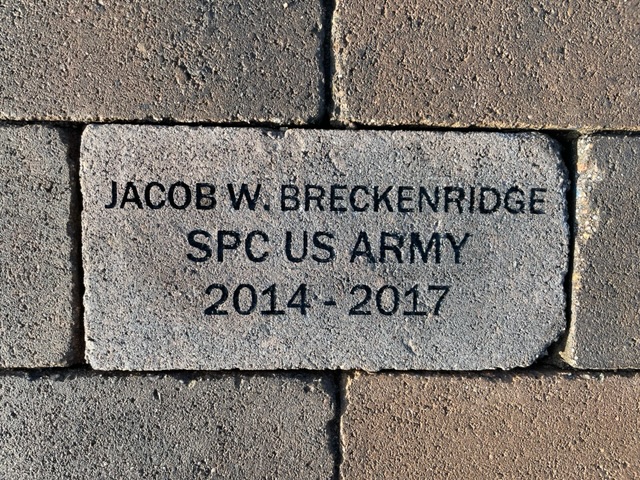 JACOB W. BRECKENRIDGE
SPC US ARMY
2014 - 2017